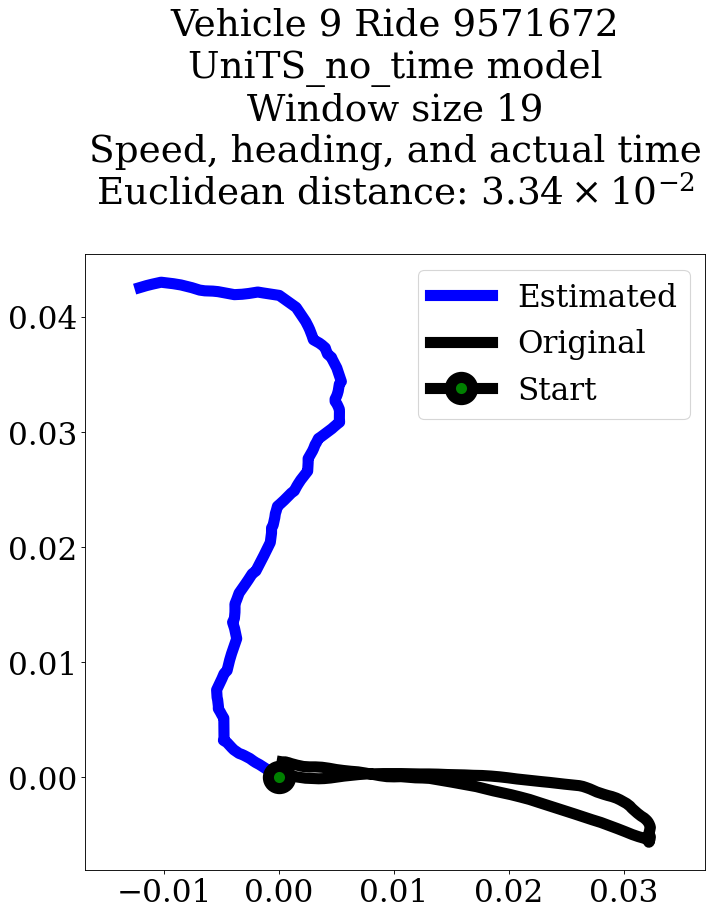 Vehicle 9 Ride 9571672
UniTS_no_time model
Window size 19
Speed, heading, and actual time
Euclidean distance: 3.34 × 10⁻²
Estimated
Original
Start
0.04
0.03
0.02
0.01
0.00
−0.01 0.00 0.01 0.02 0.03